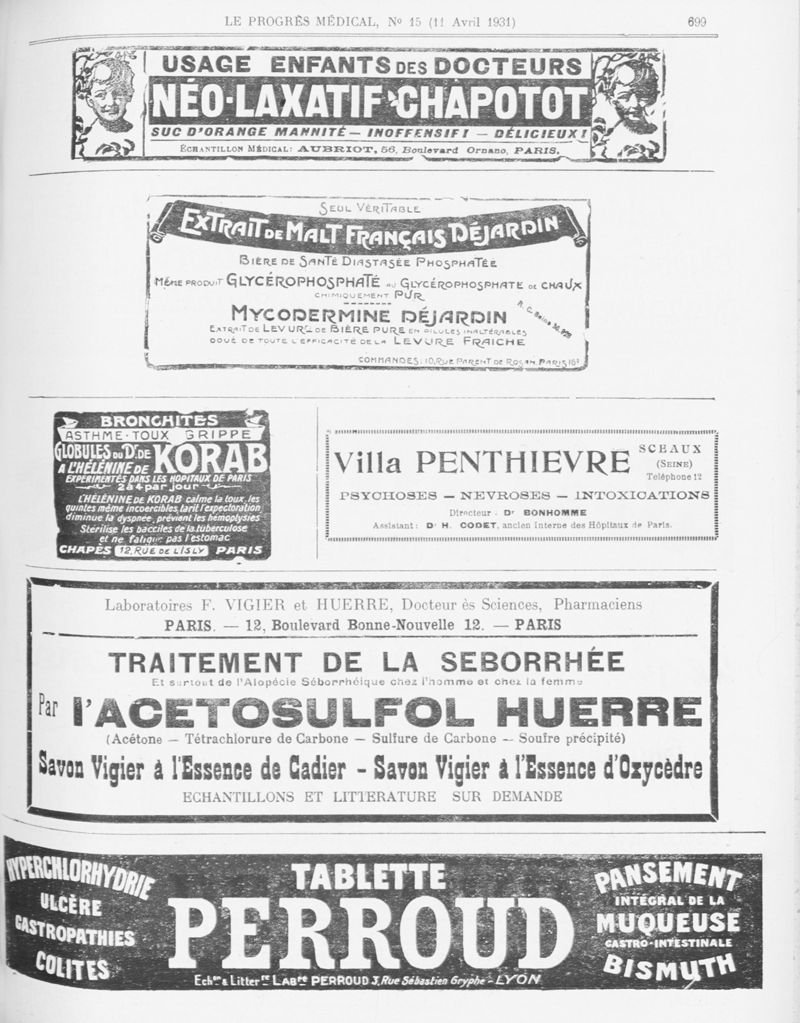 LE PROGRÈS MÉDICAL, No 15 (11 Avril 1931) 699
USAGE ENFANTS DES DOCTEURS
NÉO-LAXATIF CHAPOTOT
SUC D'ORANGE MANNITÉ — INOFFENSIF! — DÉLICIEUX!
ÉCHANTILLON MÉDICAL: AUBRIOT, 56, Boulevard Ornano, PARIS.
SEUL VÉRITABLE
EXTRAIT DE MALT FRANÇAIS DÉJARDIN
BIÈRE DE SANTÉ DIASTASÉE PHOSPHATÉE
MÊME PRODUIT GLYCÉROPHOSPHATÉ AU GLYCÉROPHOSPHATE DE CHAUX
CHIMIQUEMENT PUR
MYCODERMINE DÉJARDIN
R. C. Seine
EXTRAIT DE LEVURE DE BIÈRE PURE EN PILULES INALTÉRABLES
DOUÉ DE TOUTE L'EFFICACITÉ DE LA LEVURE FRAICHE
COMMANDES: 10, RUE PARENT DE ROSAN, PARIS 16e
BRONCHITES
ASTHME · TOUX GRIPPE
GLOBULES DU Dr. DE
A L'HÉLÉNINE DE KORAB
EXPERIMENTÉS DANS LES HOPITAUX DE PARIS
2 à 4 par jour
L'HÉLÉNINE DE KORAB calme la toux, les
quintes même incoercibles, tarit l'expectoration,
diminue la dyspnée, prévient les hémoptysies
Stérilise les bacciles de la tuberculose
et ne fatigue pas l'estomac
CHAPÈS 12, RUE DE L'ISLY PARIS
Villa PENTHIEVRE SCEAUX
(SEINE)
Téléphone 12
PSYCHOSES — NEVROSES — INTOXICATIONS
Directeur : Dr BONHOMME
Assistant: Dr H. CODET, ancien interne des Hôpitaux de Paris.
Laboratoires F. VIGIER et HUERRE, Docteur ès Sciences, Pharmaciens
PARIS. — 12, Boulevard Bonne-Nouvelle 12. — PARIS
TRAITEMENT DE LA SEBORRHÉE
Et surtout de l'Alopécie Séborrhéique chez l'homme et chez la femme
Par l'ACETOSULFOL HUERRE
(Acétone — Tétrachlorure de Carbone — Sulfure de Carbone — Soufre précipité)
Savon Vigier à l'Essence de Cadier - Savon Vigier à l'Essence d'Oxycèdre
ECHANTILLONS ET LITTERATURE SUR DEMANDE
HYPERCHLORHYDRIE
ULCÈRE
GASTROPATHIES
COLITES
TABLETTE
PERROUD
Echon & Litterre LABres PERROUD 3, Rue Sébastien Gryphe - LYON
PANSEMENT
INTÉGRAL DE LA
MUQUEUSE
GASTRO-INTESTINALE
BISMUTH